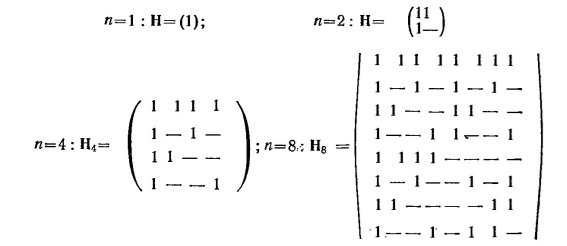 n=1 : H=(1); n=2 : H= (11
1—)
n=4 : H₄=
1 1 1 1
1 — 1 —
1 1 — —
1 — — 1
; n=8 : H₈ =
1 1 1 1 1 1 1 1
1 — 1 — 1 — 1 —
1 1 — — 1 1 — —
1 — — 1 1 — — 1
1 1 1 1 — — — —
1 — 1 — — 1 — 1
1 1 — — — — 1 1
1 — — 1 — 1 1 —